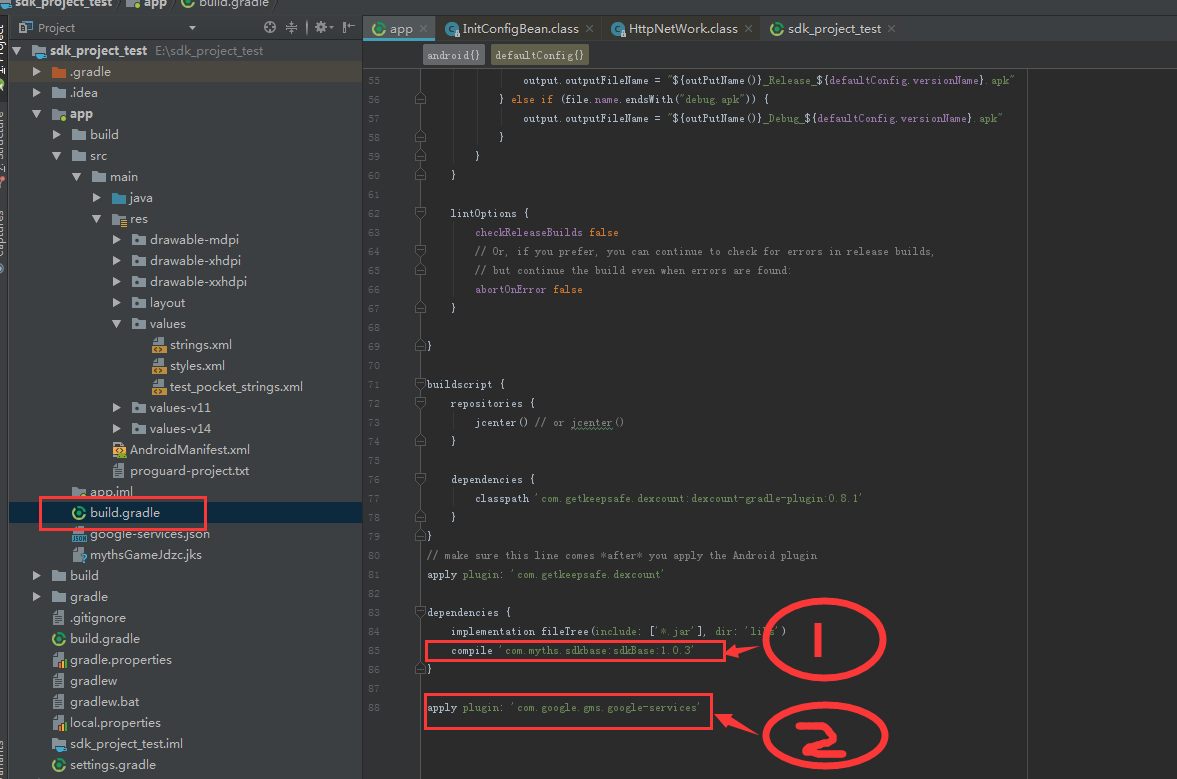 sdk_project_test app build.gradle
Project
sdk_project_test E:\sdk_project_test
.gradle
.idea
app
build
src
main
java
res
drawable-mdpi
drawable-xhdpi
drawable-xxhdpi
layout
values
strings.xml
styles.xml
test_pocket_strings.xml
values-v11
values-v14
AndroidManifest.xml
proguard-project.txt
app.iml
build.gradle
google-services.json
mythsGameJdzc.jks
build
gradle
.gitignore
build.gradle
gradle.properties
gradlew
gradlew.bat
local.properties
sdk_project_test.iml
settings.gradle
app InitConfigBean.class HttpNetWork.class sdk_project_test
android{} defaultConfig{}
55 output.outputFileName = "${outPutName()}_Release_${defaultConfig.versionName}.apk"
56 } else if (file.name.endsWith("debug.apk")) {
57 output.outputFileName = "${outPutName()}_Debug_${defaultConfig.versionName}.apk"
58 }
59 }
60 }
61
62 lintOptions {
63 checkReleaseBuilds false
64 // Or, if you prefer, you can continue to check for errors in release builds,
65 // but continue the build even when errors are found:
66 abortOnError false
67 }
68
69 }
70
71 buildscript {
72 repositories {
73 jcenter() // or jcenter()
74 }
75
76 dependencies {
77 classpath 'com.getkeepsafe.dexcount:dexcount-gradle-plugin:0.8.1'
78 }
79 }
80 // make sure this line comes *after* you apply the Android plugin
81 apply plugin: 'com.getkeepsafe.dexcount'
82
83 dependencies {
84 implementation fileTree(include: ['*.jar'], dir: 'libs')
85 compile 'com.myths.sdkbase:sdkBase:1.0.3'
86 }
87
88 apply plugin: 'com.google.gms.google-services'
1
2